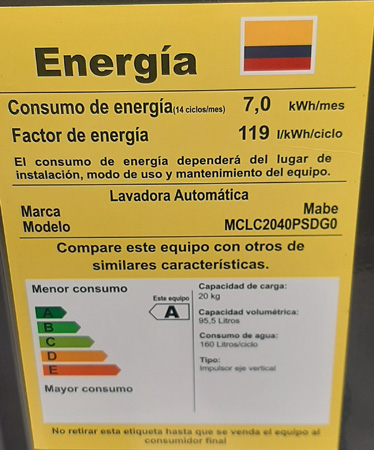 Energía
Consumo de energía(14 ciclos/mes) 7,0 kWh/mes
Factor de energía 119 l/kWh/ciclo
El consumo de energía dependerá del lugar de
instalación, modo de uso y mantenimiento del equipo.
Lavadora Automática
Marca Mabe
Modelo MCLC2040PSDG0
Compare este equipo con otros de
similares características.
Menor consumo
Este equipo
A
A
B
C
D
E
Mayor consumo
Capacidad de carga:
20 kg
Capacidad volumétrica:
95,5 Litros
Consumo de agua:
160 Litros/ciclo
Tipo:
Impulsor eje vertical
No retirar esta etiqueta hasta que se venda el equipo al
consumidor final